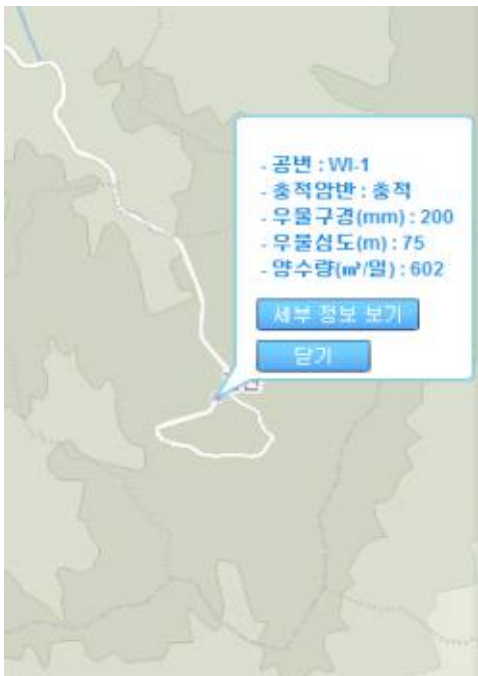 - 공번 : WI-1
- 충적암반 : 충적
- 우물구경(mm) : 200
- 우물심도(m) : 75
- 양수량(㎥/일) : 602
세부 정보 보기
닫기